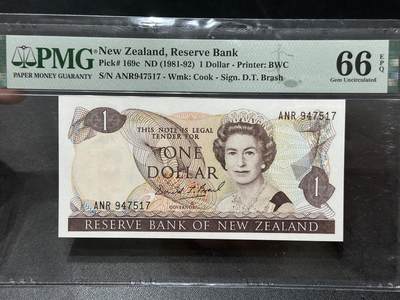 PMG
PAPER MONEY GUARANTY
New Zealand, Reserve Bank
Pick# 169c ND (1981-92) 1 Dollar - Printer: BWC
S/N ANR947517 - Wmk: Cook - Sign. D.T. Brash
66 EPQ
Gem Uncirculated
1
ANR 947517
THIS NOTE IS LEGAL
TENDER FOR
ONE
DOLLAR
GOVERNOR
ANR 947517
1
RESERVE BANK OF NEW ZEALAND